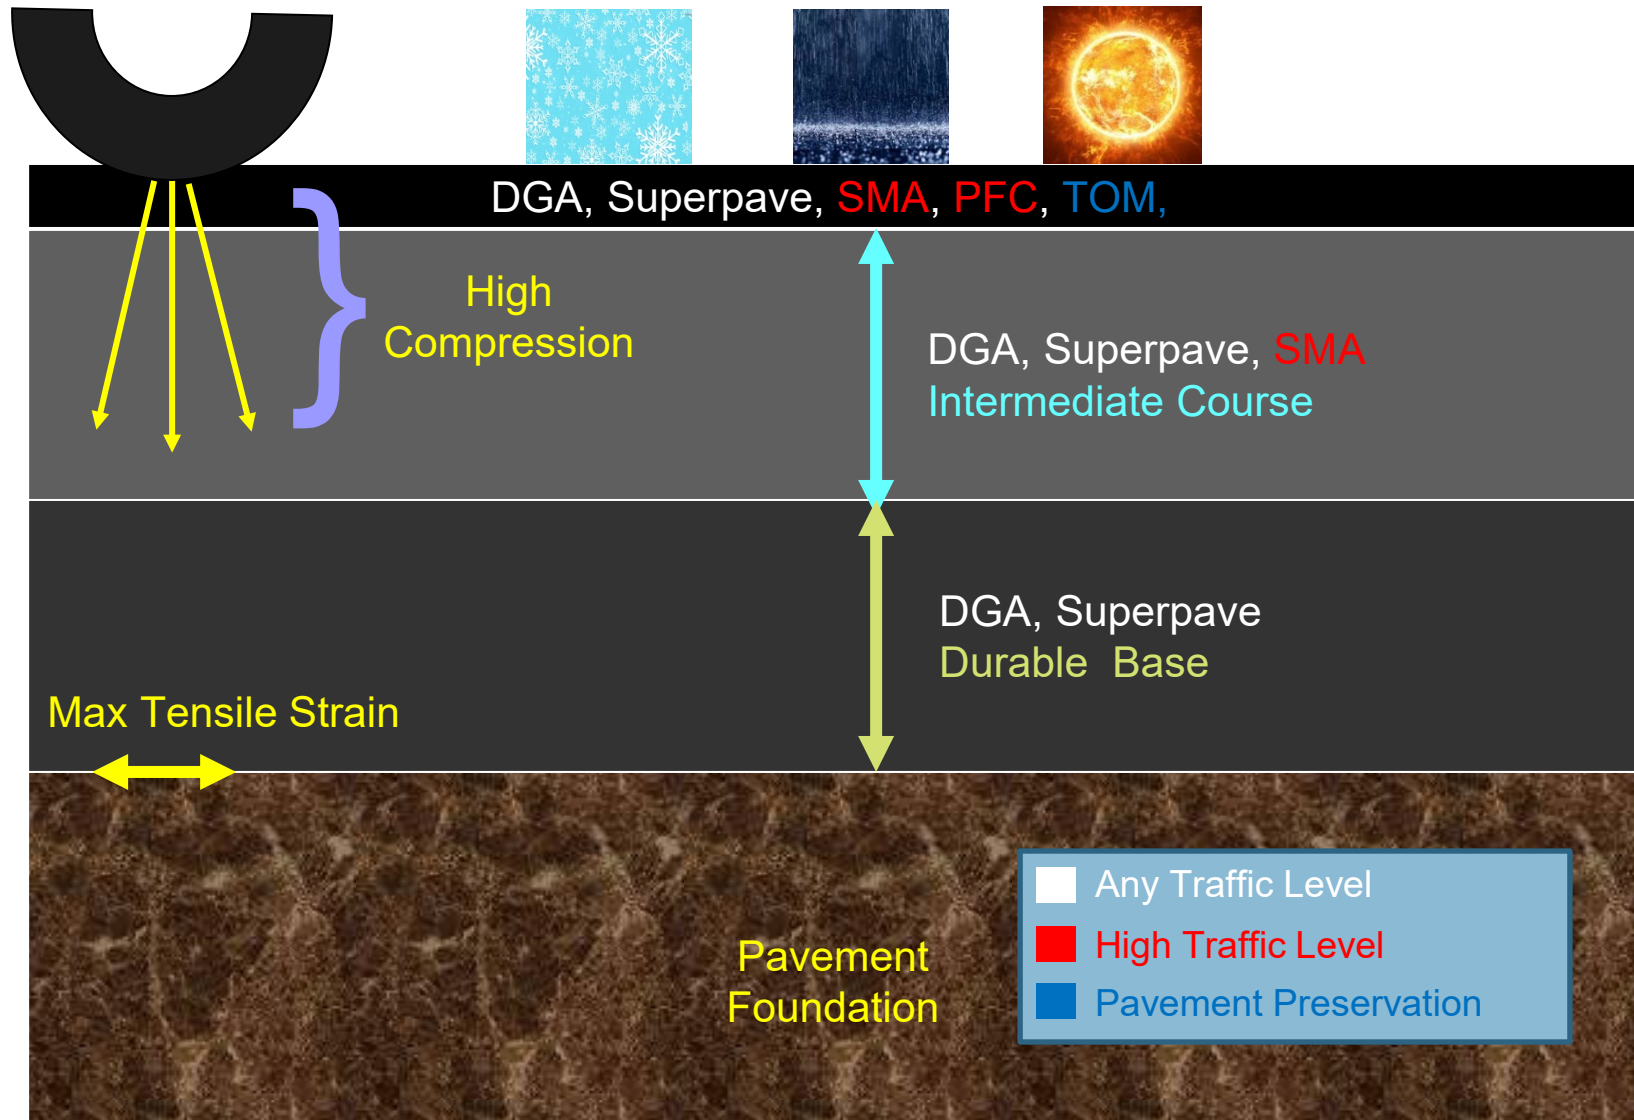 DGA, Superpave, SMA, PFC, TOM,
High
Compression
DGA, Superpave, SMA
Intermediate Course
DGA, Superpave
Durable  Base
Max Tensile Strain
Any Traffic Level
High Traffic Level
Pavement Preservation
Pavement
Foundation